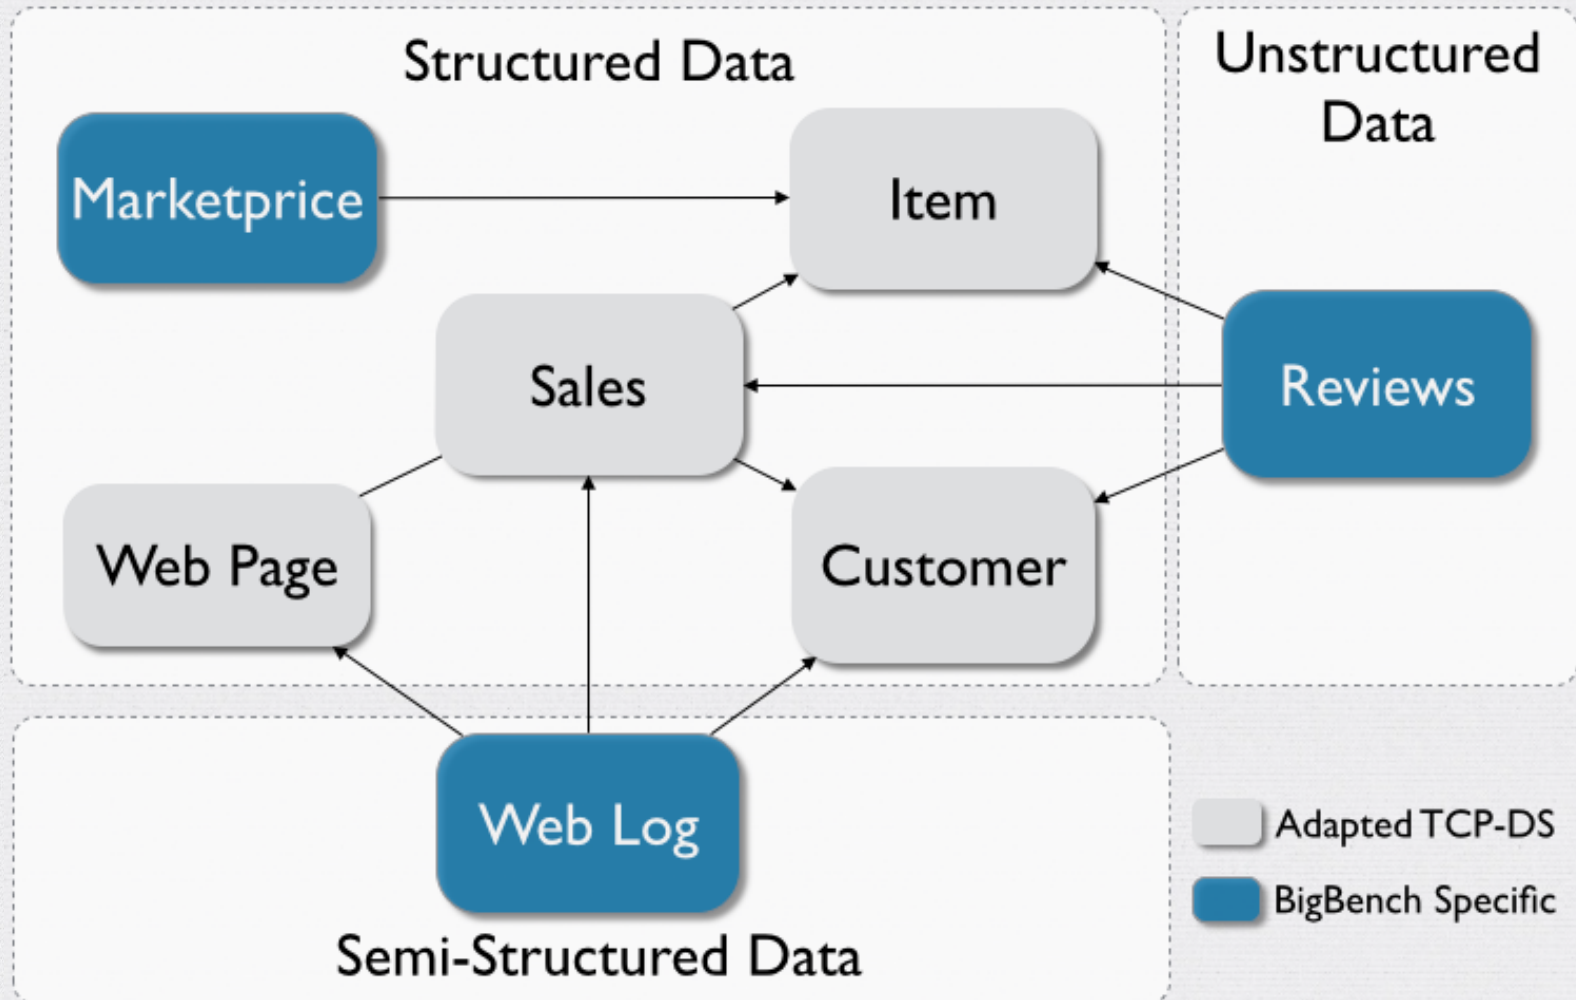 Structured Data
Unstructured
Data
Marketprice
Item
Sales
Reviews
Web Page
Customer
Web Log
Semi-Structured Data
Adapted TCP-DS
BigBench Specific